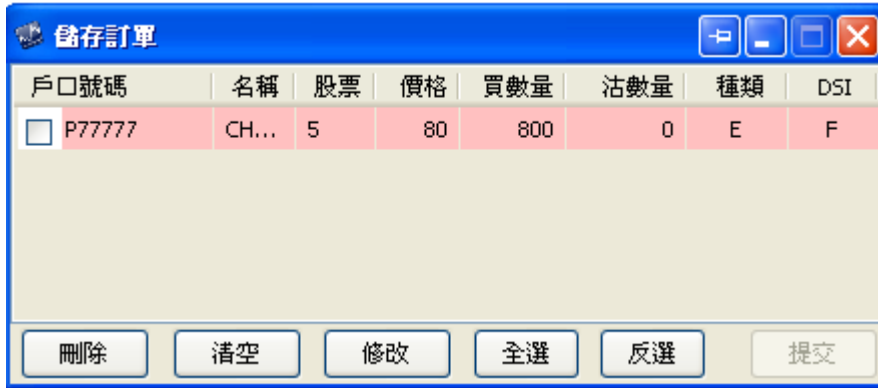 儲存訂單
戶口號碼 名稱 股票 價格 買數量 沽數量 種類 DSI
P77777 CH... 5 80 800 0 E F
刪除 清空 修改 全選 反選 提交